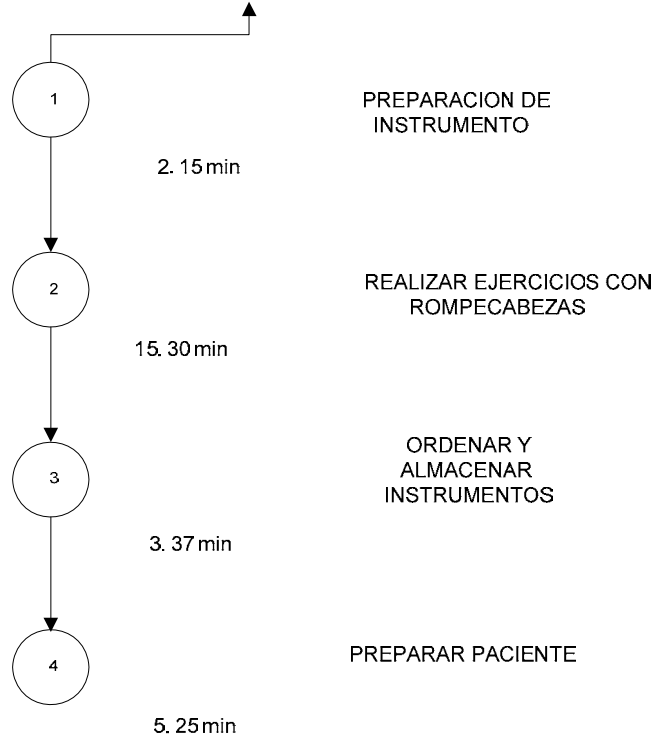 1
PREPARACION DE
INSTRUMENTO
2. 15 min
2
REALIZAR EJERCICIOS CON
ROMPECABEZAS
15. 30 min
3
ORDENAR Y
ALMACENAR
INSTRUMENTOS
3. 37 min
4
PREPARAR PACIENTE
5. 25 min